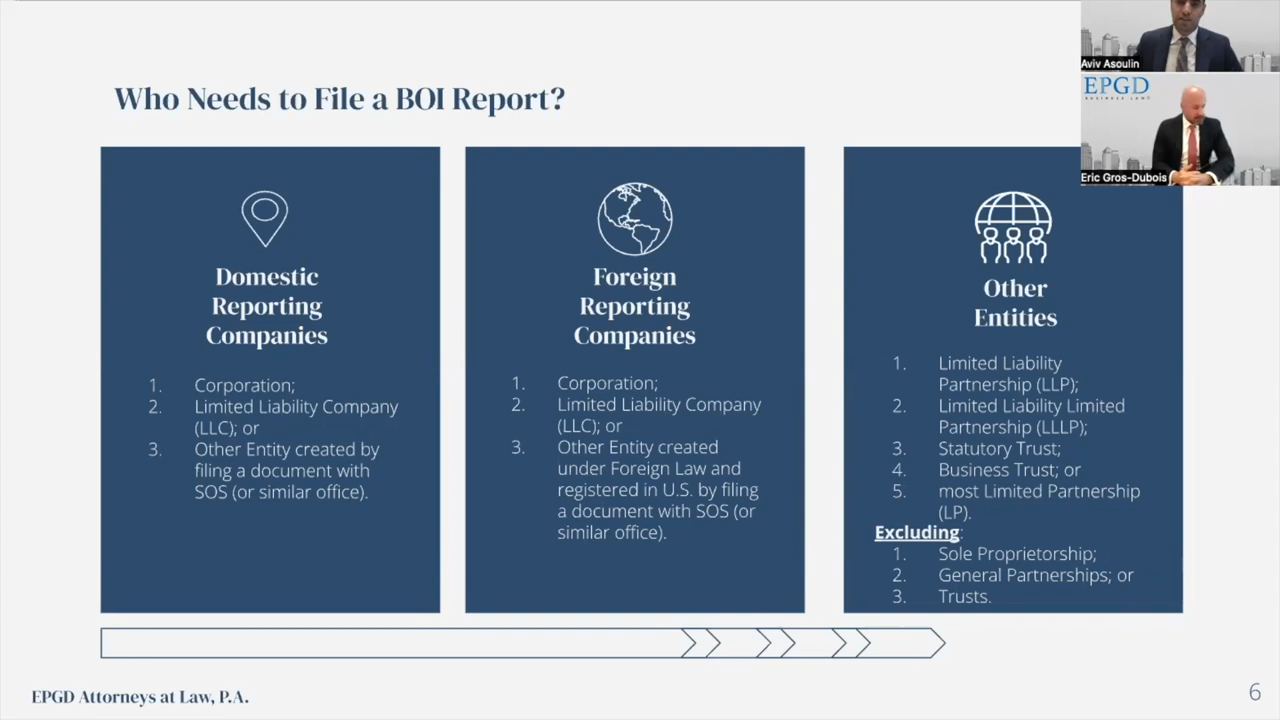 Who Needs to File a BOI Report?
Aviv Asoulin
EPGD
BUSINESS LAW
Eric Gros-Dubois
Domestic
Reporting
Companies
1. Corporation;
2. Limited Liability Company
(LLC); or
3. Other Entity created by
filing a document with
SOS (or similar office).
Foreign
Reporting
Companies
1. Corporation;
2. Limited Liability Company
(LLC); or
3. Other Entity created
under Foreign Law and
registered in U.S. by filing
a document with SOS (or
similar office).
Other
Entities
1. Limited Liability
Partnership (LLP);
2. Limited Liability Limited
Partnership (LLLP);
3. Statutory Trust;
4. Business Trust; or
5. most Limited Partnership
(LP).
Excluding:
1. Sole Proprietorship;
2. General Partnerships; or
3. Trusts.
EPGD Attorneys at Law, P.A.
6